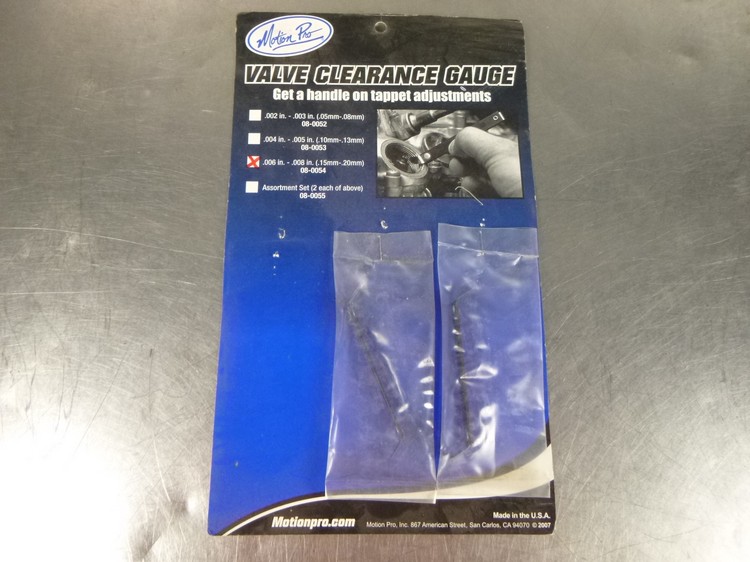 Motion Pro
VALVE CLEARANCE GAUGE
Get a handle on tappet adjustments
.002 in. - .003 in. (.05mm-.08mm)
08-0052
.004 in. - .005 in. (.10mm-.13mm)
08-0053
.006 in. - .008 in. (.15mm-.20mm)
08-0054
Assortment Set (2 each of above)
08-0055
Made in the U.S.A.
Motionpro.com
Motion Pro, Inc. 867 American Street, San Carlos, CA 94070 © 2007